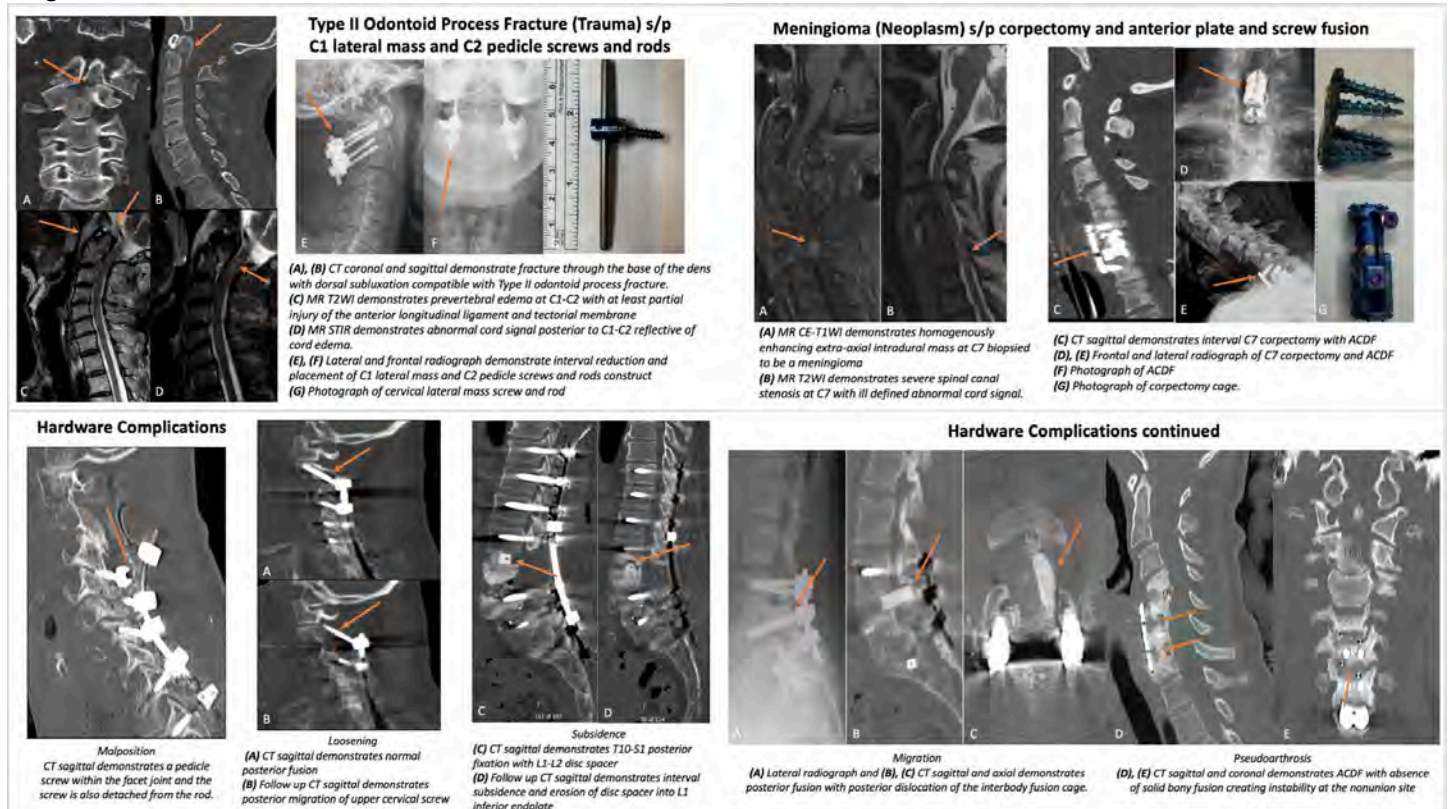 Type II Odontoid Process Fracture (Trauma) s/p
C1 lateral mass and C2 pedicle screws and rods
A
B
C
D
E
F
G
(A), (B) CT coronal and sagittal demonstrate fracture through the base of the dens
with dorsal subluxation compatible with Type II odontoid process fracture.
(C) MR T2WI demonstrates prevertebral edema at C1-C2 with at least partial
injury of the anterior longitudinal ligament and tectorial membrane
(D) MR STIR demonstrates abnormal cord signal posterior to C1-C2 reflective of
cord edema.
(E), (F) Lateral and frontal radiograph demonstrate interval reduction and
placement of C1 lateral mass and C2 pedicle screws and rods construct
(G) Photograph of cervical lateral mass screw and rod
Meningioma (Neoplasm) s/p corpectomy and anterior plate and screw fusion
A
B
C
D
E
F
G
(A) MR CE-T1WI demonstrates homogenously
enhancing extra-axial intradural mass at C7 biopsied
to be a meningioma
(B) MR T2WI demonstrates severe spinal canal
stenosis at C7 with ill defined abnormal cord signal.
(C) CT sagittal demonstrates interval C7 corpectomy with ACDF
(D), (E) Frontal and lateral radiograph of C7 corpectomy and ACDF
(F) Photograph of ACDF
(G) Photograph of corpectomy cage.
Hardware Complications
Malposition
CT sagittal demonstrates a pedicle
screw within the facet joint and the
screw is also detached from the rod.
A
B
Loosening
(A) CT sagittal demonstrates normal
posterior fusion
(B) Follow up CT sagittal demonstrates
posterior migration of upper cervical screw
C
D
Subsidence
(C) CT sagittal demonstrates T10-S1 posterior
fixation with L1-L2 disc spacer
(D) Follow up CT sagittal demonstrates interval
subsidence and erosion of disc spacer into L1
inferior endplate
Hardware Complications continued
A
B
C
D
E
Migration
(A) Lateral radiograph and (B), (C) CT sagittal and axial demonstrates
posterior fusion with posterior dislocation of the interbody fusion cage.
Pseudoarthrosis
(D), (E) CT sagittal and coronal demonstrates ACDF with absence
of solid bony fusion creating instability at the nonunion site